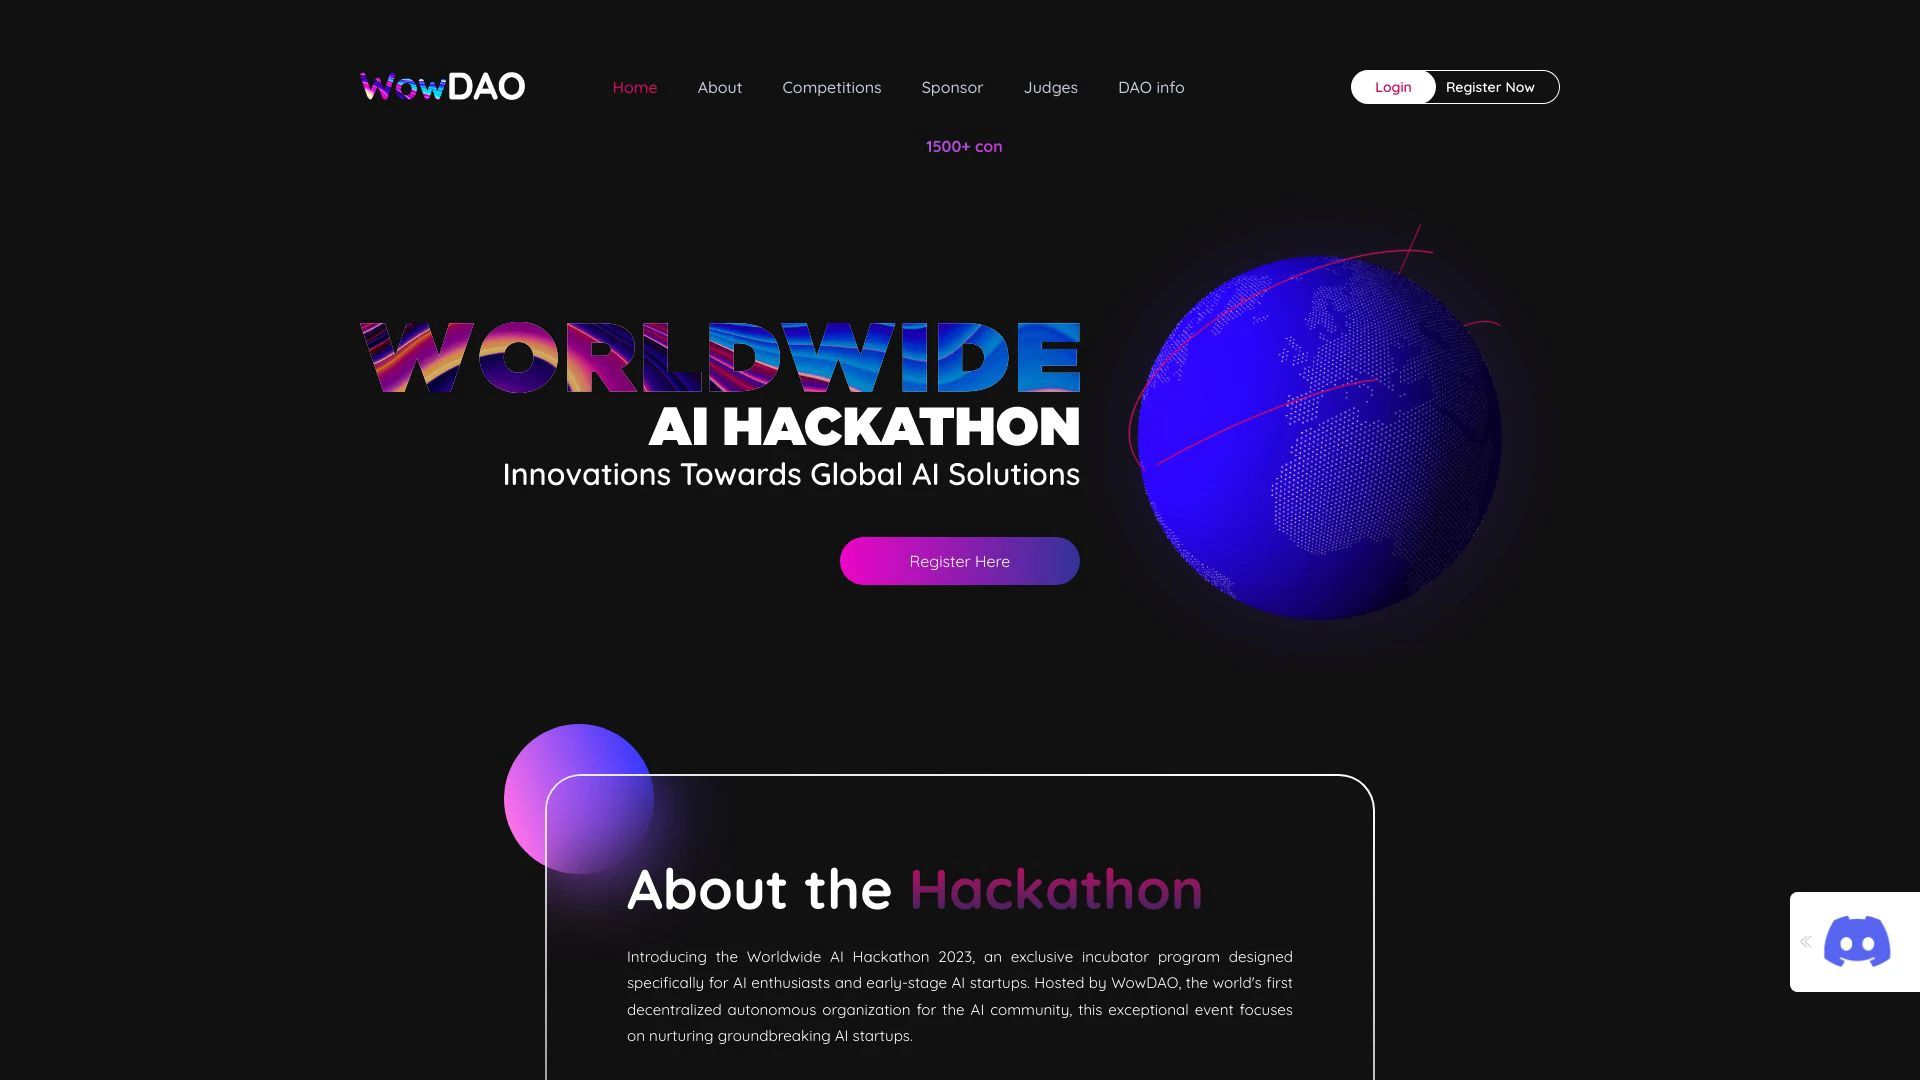 WowDAO
Home
About
Competitions
Sponsor
Judges
DAO info
Login
Register Now
1500+ con
WORLDWIDE
AI HACKATHON
Innovations Towards Global AI Solutions
Register Here
About the Hackathon
Introducing the Worldwide AI Hackathon 2023, an exclusive incubator program designed
specifically for AI enthusiasts and early-stage AI startups. Hosted by WowDAO, the world's first
decentralized autonomous organization for the AI community, this exceptional event focuses
on nurturing groundbreaking AI startups.